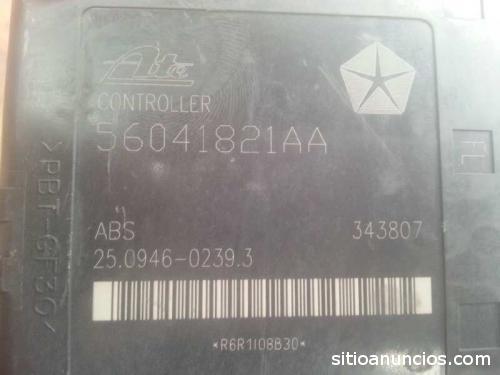 Ate
CONTROLLER
56041821AA
ABS 343807
25.0946-0239.3
*R6R1I08B30*
>PBT-GF30<
FL
sitioanuncios.com